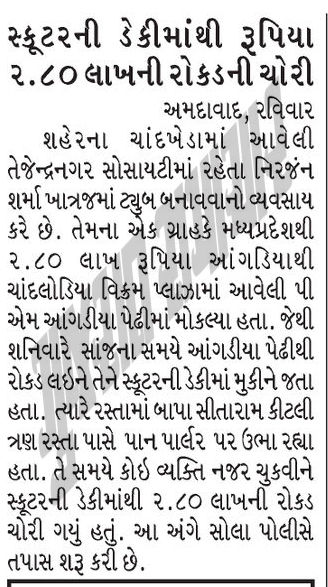 સ્કૂટરની ડેકીમાંથી રૂપિયા
૨.૮૦ લાખની રોકડની ચોરી
અમદાવાદ, રવિવાર
શહેરના ચાંદખેડામાં આવેલી
તેજેન્દ્રનગર સોસાયટીમાં રહેતા નિરજંન
શર્મા ખાત્રજમાં ટ્યુબ બનાવવાનો વ્યવસાય
કરે છે. તેમના એક ગ્રાહકે મધ્યપ્રદેશથી
૨.૮૦ લાખ રૂપિયા આંગડિયાથી
ચાંદલોડિયા વિક્રમ પ્લાઝામાં આવેલી પી
એમ આંગડીયા પેઢીમાં મોકલ્યા હતા. જેથી
શનિવારે સાંજના સમયે આંગડીયા પેઢીથી
રોકડ લઈને તેને સ્કૂટરની ડેકીમાં મુકીને જતા
હતા. ત્યારે રસ્તામાં બાપા સીતારામ કીટલી
ત્રણ રસ્તા પાસે પાન પાર્લર પર ઉભા રહ્યા
હતા. તે સમયે કોઇ વ્યક્તિ નજર ચુકવીને
સ્કૂટરની ડેકીમાંથી ૨.૮૦ લાખની રોકડ
ચોરી ગયું હતું. આ અંગે સોલા પોલીસે
તપાસ શરૂ કરી છે.